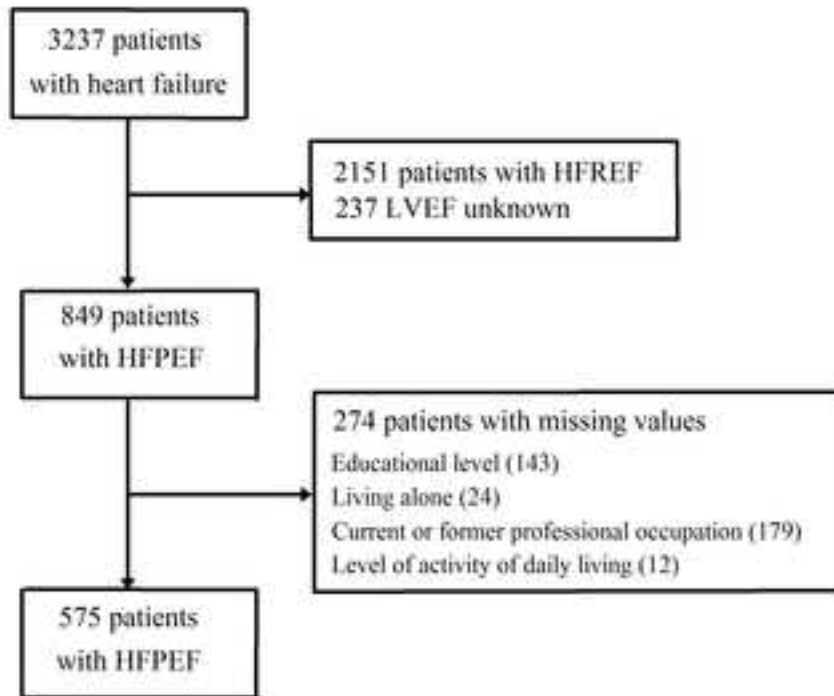 3237 patients
with heart failure
2151 patients with HFREF
237 LVEF unknown
849 patients
with HFPEF
274 patients with missing values
Educational level (143)
Living alone (24)
Current or former professional occupation (179)
Level of activity of daily living (12)
575 patients
with HFPEF